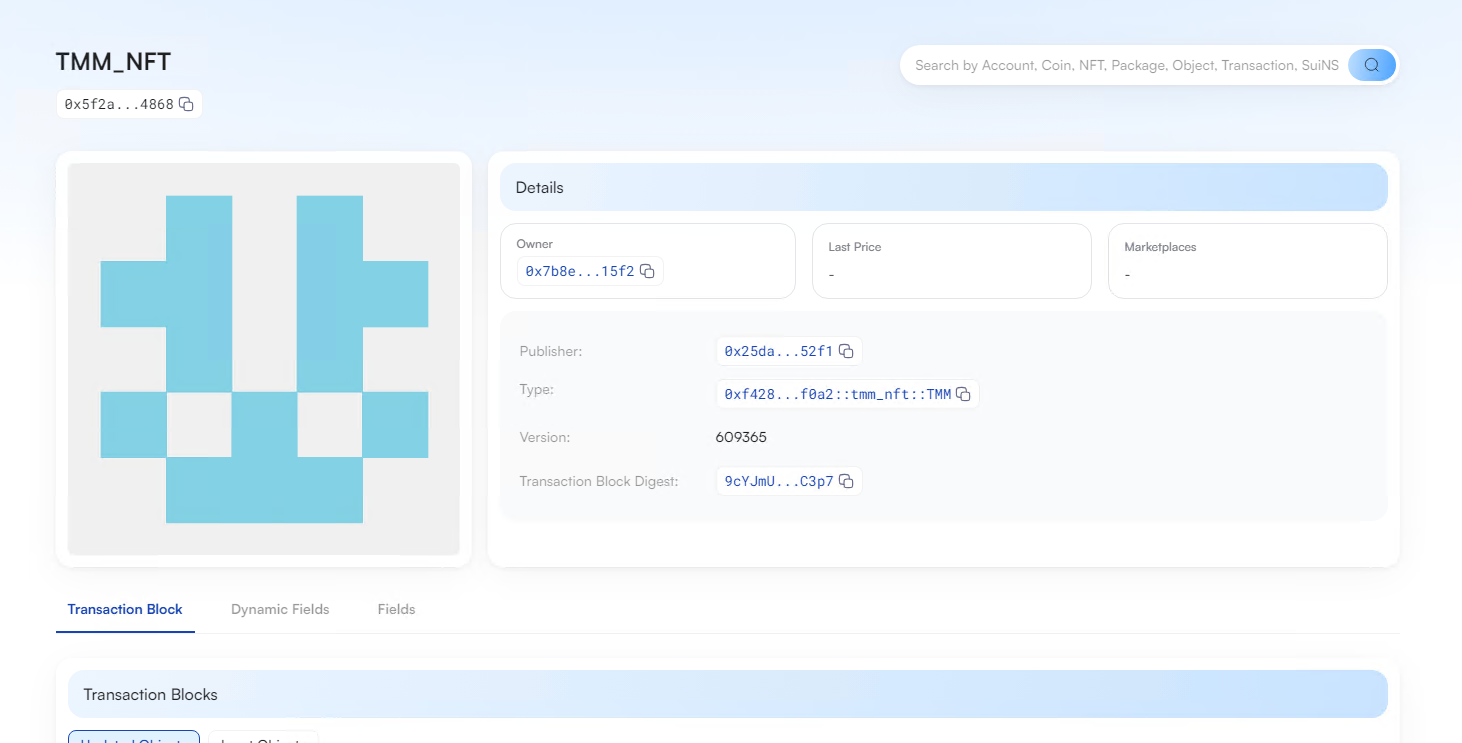 TMM_NFT
Search by Account, Coin, NFT, Package, Object, Transaction, SuiNS
0x5f2a...4868
Details
Owner
0x7b8e...15f2
Last Price
-
Marketplaces
-
Publisher:
0x25da...52f1
Type:
0xf428...f0a2::tmm_nft::TMM
Version:
609365
Transaction Block Digest:
9cYJmU...C3p7
Transaction Block
Dynamic Fields
Fields
Transaction Blocks